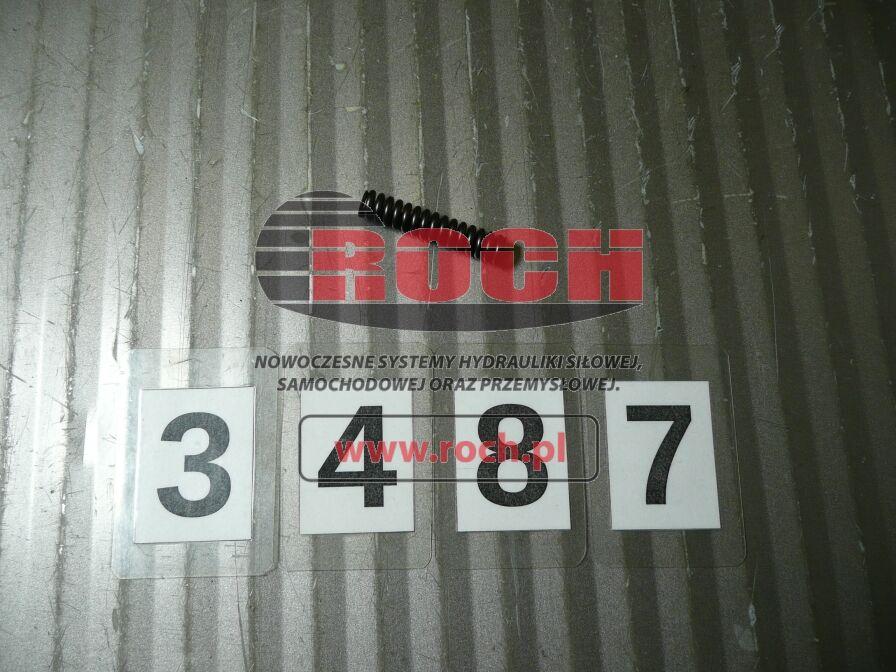 ROCH
NOWOCZESNE SYSTEMY HYDRAULIKI SIŁOWEJ,
SAMOCHODOWEJ ORAZ PRZEMYSŁOWEJ.
www.roch.pl
3 4 8 7